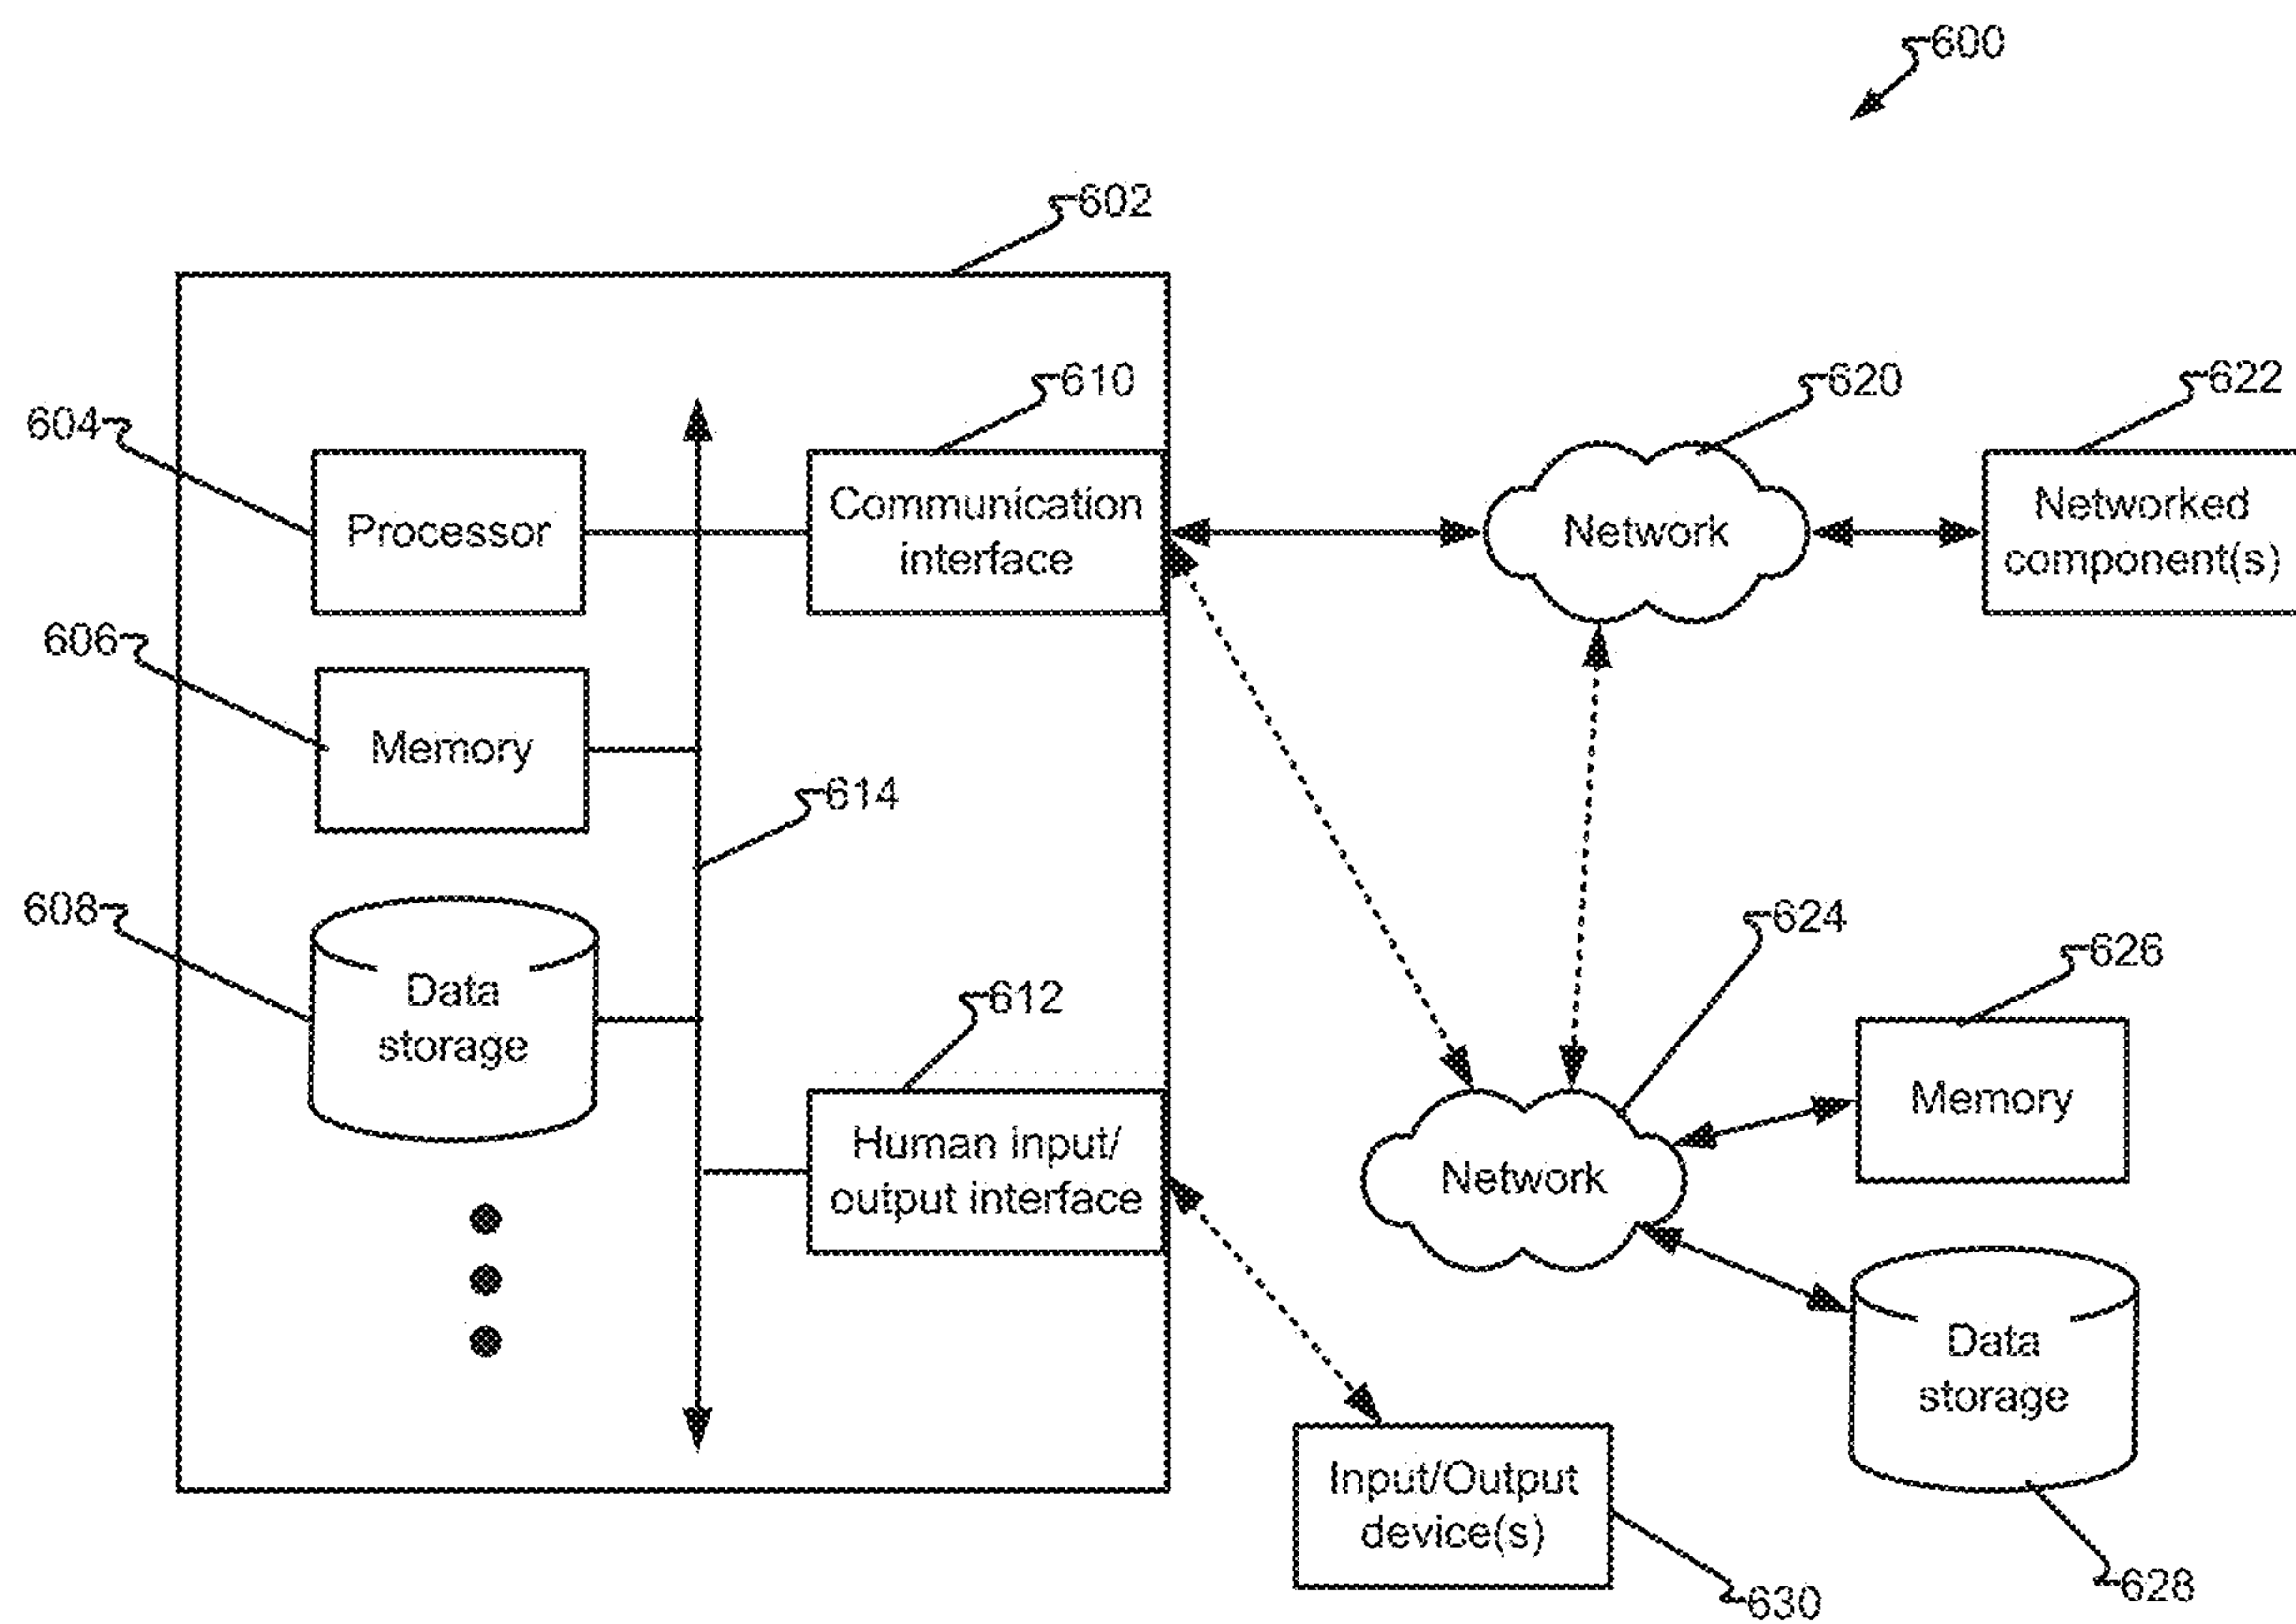 600
602
610
620
622
604
Processor
Communication
interface
Network
Networked
component(s)
606
Memory
614
608
Data
storage
624
626
612
Memory
Human input/
output interface
Network
Data
storage
Input/Output
device(s)
628
630